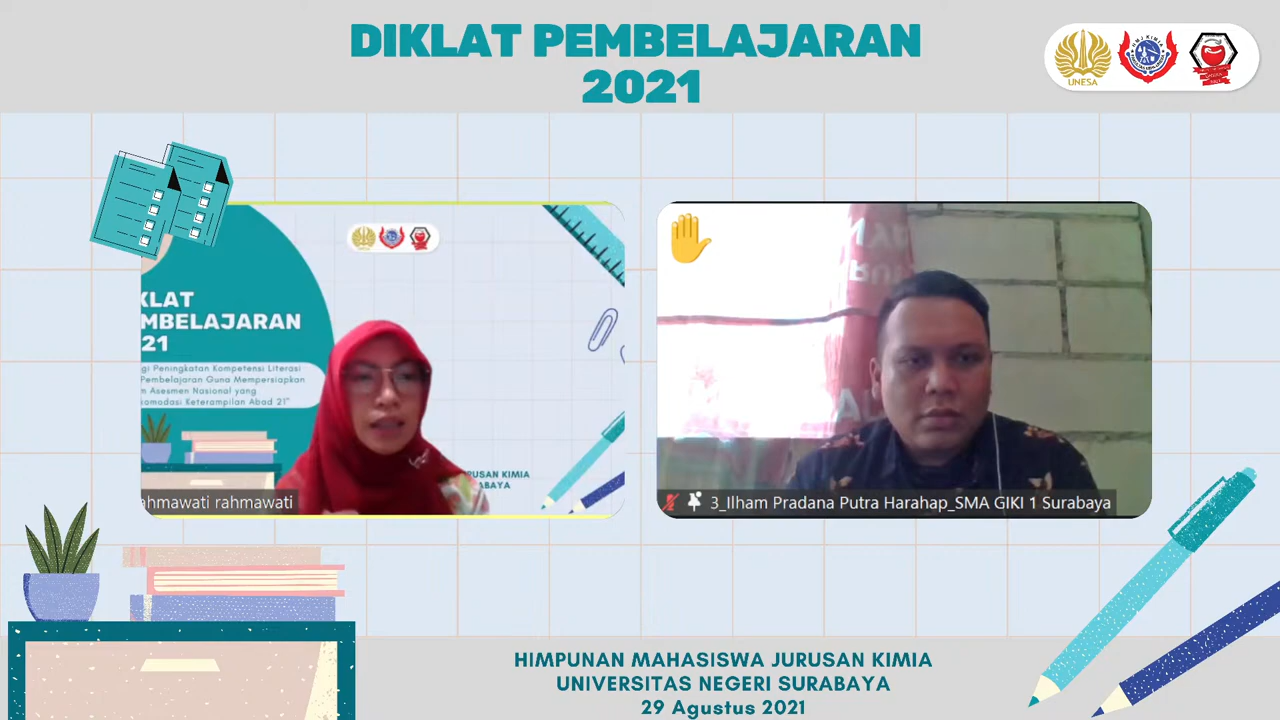 DIKLAT PEMBELAJARAN
2021
UNESA
KLAT
MBELAJARAN
21
gi Peningkatan Kompetensi Literasi
Pembelajaran Guna Mempersiapkan
m Asesmen Nasional yang
komodasi Keterampilan Abad 21"
RUSAN KIMIA
ABAYA
ahmawati rahmawati
3_Ilham Pradana Putra Harahap_SMA GIKI 1 Surabaya
HIMPUNAN MAHASISWA JURUSAN KIMIA
UNIVERSITAS NEGERI SURABAYA
29 Agustus 2021